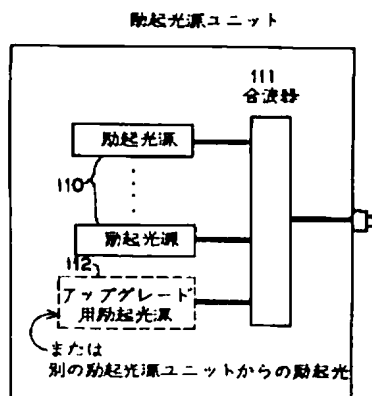 励起光源ユニット
111
合波器
励起光源
110
励起光源
112
アップグレード
用励起光源
または
別の励起光源ユニットからの励起光